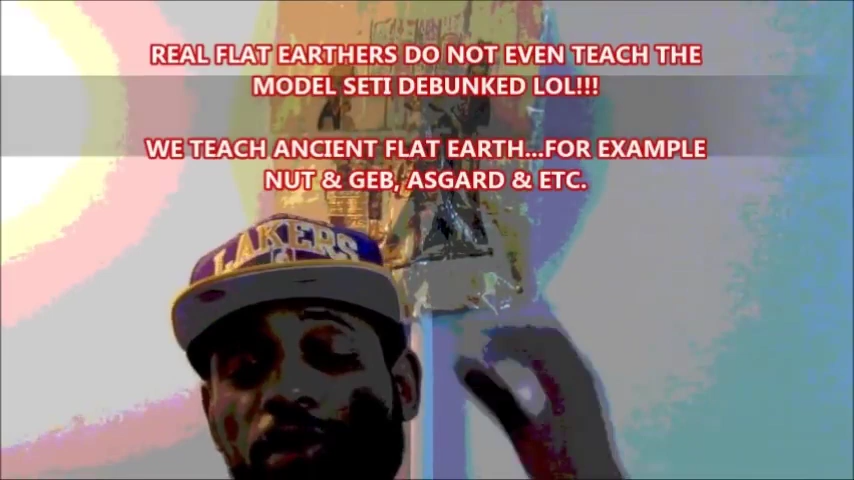 REAL FLAT EARTHERS DO NOT EVEN TEACH THE
MODEL SETI DEBUNKED LOL!!!
WE TEACH ANCIENT FLAT EARTH...FOR EXAMPLE
NUT & GEB, ASGARD & ETC.
LAKERS